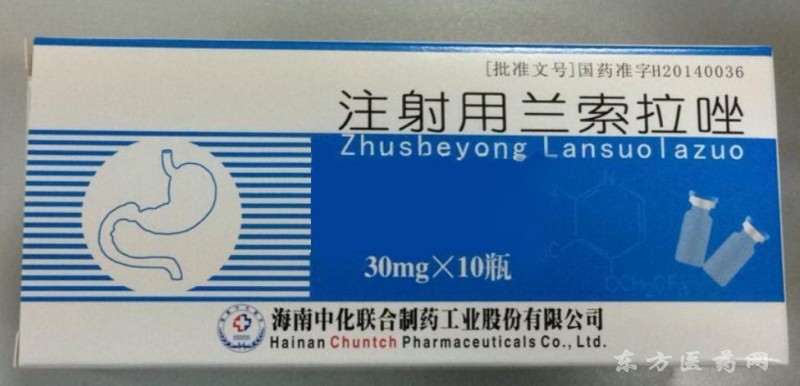 [批准文号]国药准字H20140036
注射用兰索拉唑
Zhusbeyong Lansuolazuo
30mg×10瓶
OCH₂CF₃
海南中化联合制药工业股份有限公司
Hainan Chuntch Pharmaceuticals Co., Ltd.
东方医药网